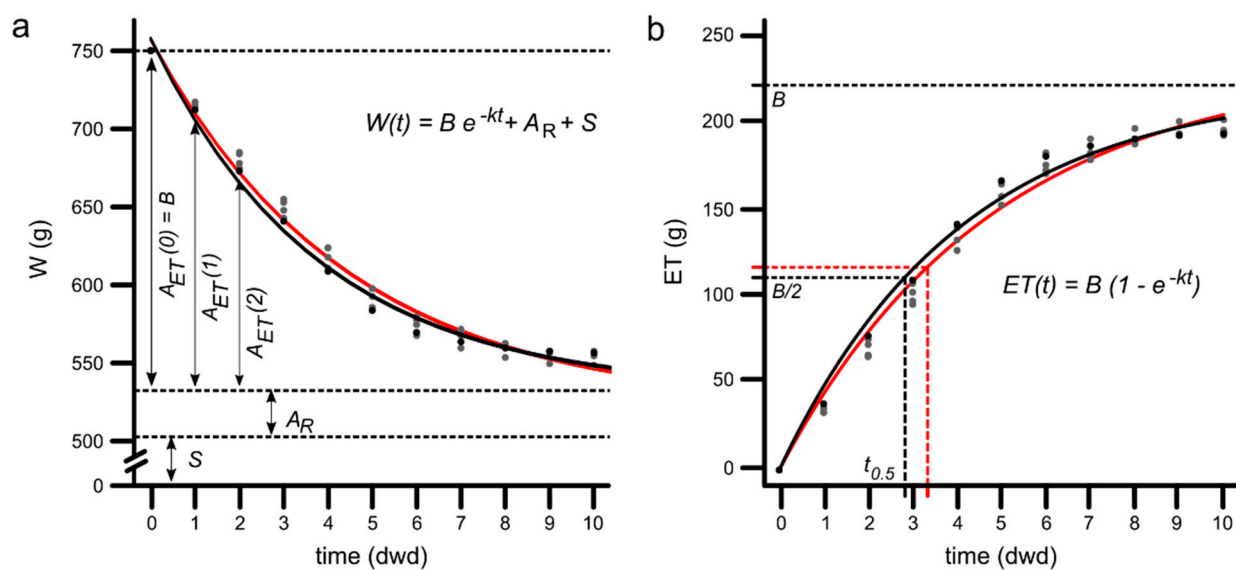 a
W (g)
750
700
650
600
550
500
0
W(t) = B e^-kt + A_R + S
A_ET(0) = B
A_ET(1)
A_ET(2)
A_R
S
0 1 2 3 4 5 6 7 8 9 10
time (dwd)
b
ET (g)
250
200
150
100
50
0
B
B/2
ET(t) = B (1 - e^-kt)
t_0.5
0 1 2 3 4 5 6 7 8 9 10
time (dwd)